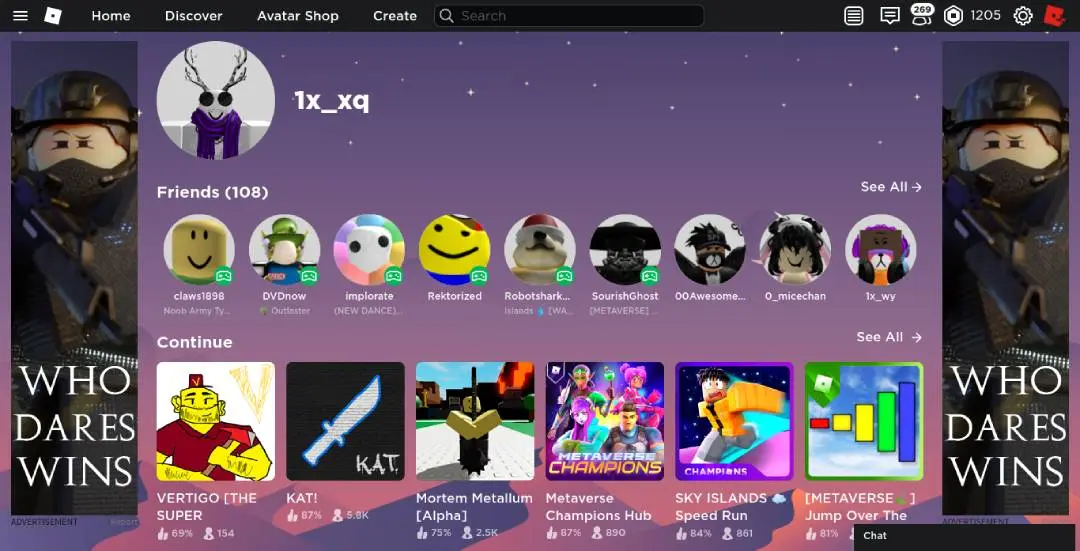 Home Discover Avatar Shop Create Search 269 1205
1x_xq
Friends (108)
See All →
claws1898 DVDnow implorate Rektorized Robotshark... SourishGhost 00Awesome... 0_micechan 1x_wy
Noob Army Ty... Outlaster (NEW DANCE)... Islands [WA... [METAVERSE] ...
Continue
See All →
KAT.
METAVERSE
CHAMPIONS
CHAMPIONS
VERTIGO [THE
SUPER
69% 154
KAT!
87% 5.8K
Mortem Metallum
[Alpha]
75% 2.5K
Metaverse
Champions Hub
87% 890
SKY ISLANDS
Speed Run
84% 861
[METAVERSE ]
Jump Over The
81%
WHO
DARES
WINS
ADVERTISEMENT Report
WHO
DARES
WINS
ADVERTISEMENT
Chat